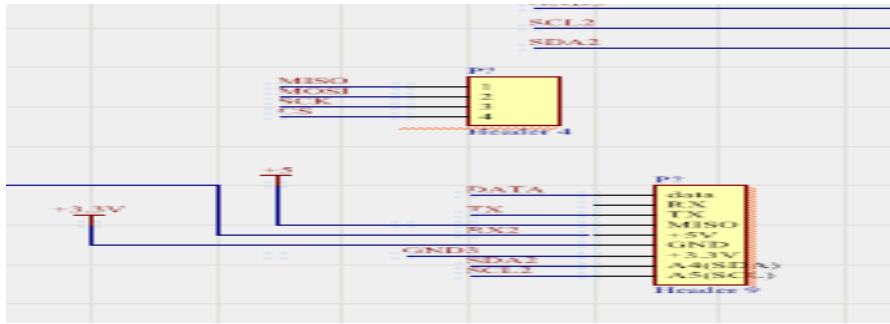 SCL2
SDA2
P?
MISO 1
MOSI 2
SCK 3
CS 4
Header 4
+5
+3.3V
P?
DATA data
RX
TX TX
MISO
RX2 +5V
GND
GND3 +3.3V
SDA2 A4(SDA)
SCL2 A5(SCL)
Header 9